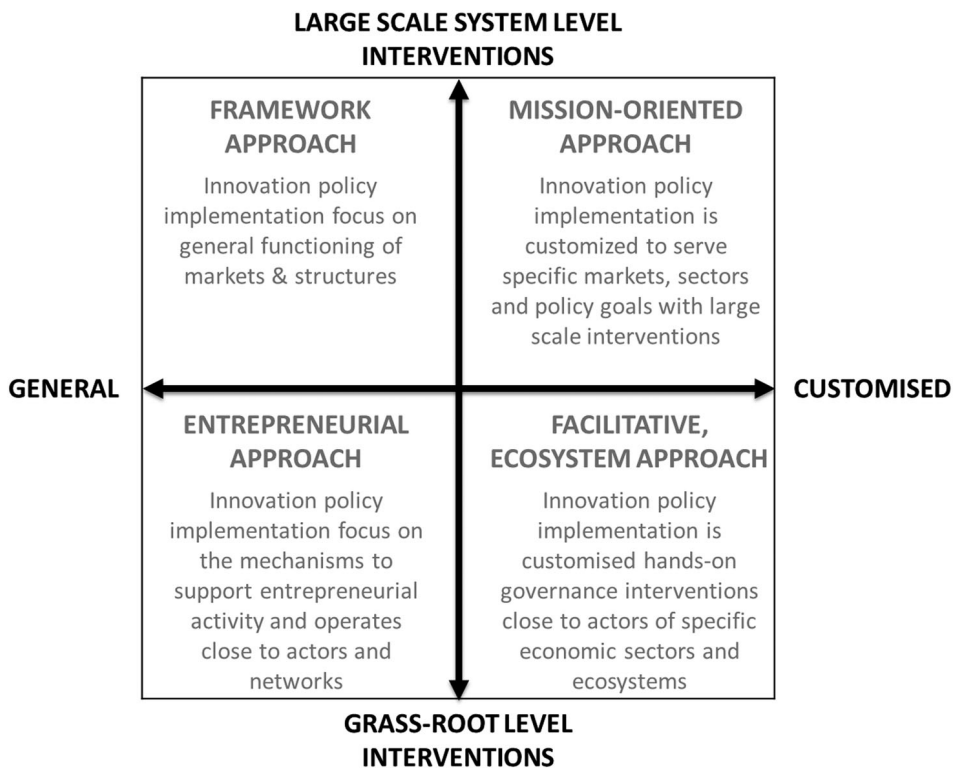 LARGE SCALE SYSTEM LEVEL
INTERVENTIONS
FRAMEWORK
APPROACH
Innovation policy
implementation focus on
general functioning of
markets & structures
MISSION-ORIENTED
APPROACH
Innovation policy
implementation is
customized to serve
specific markets, sectors
and policy goals with large
scale interventions
GENERAL
CUSTOMISED
ENTREPRENEURIAL
APPROACH
Innovation policy
implementation focus on
the mechanisms to
support entrepreneurial
activity and operates
close to actors and
networks
FACILITATIVE,
ECOSYSTEM APPROACH
Innovation policy
implementation is
customised hands-on
governance interventions
close to actors of specific
economic sectors and
ecosystems
GRASS-ROOT LEVEL
INTERVENTIONS